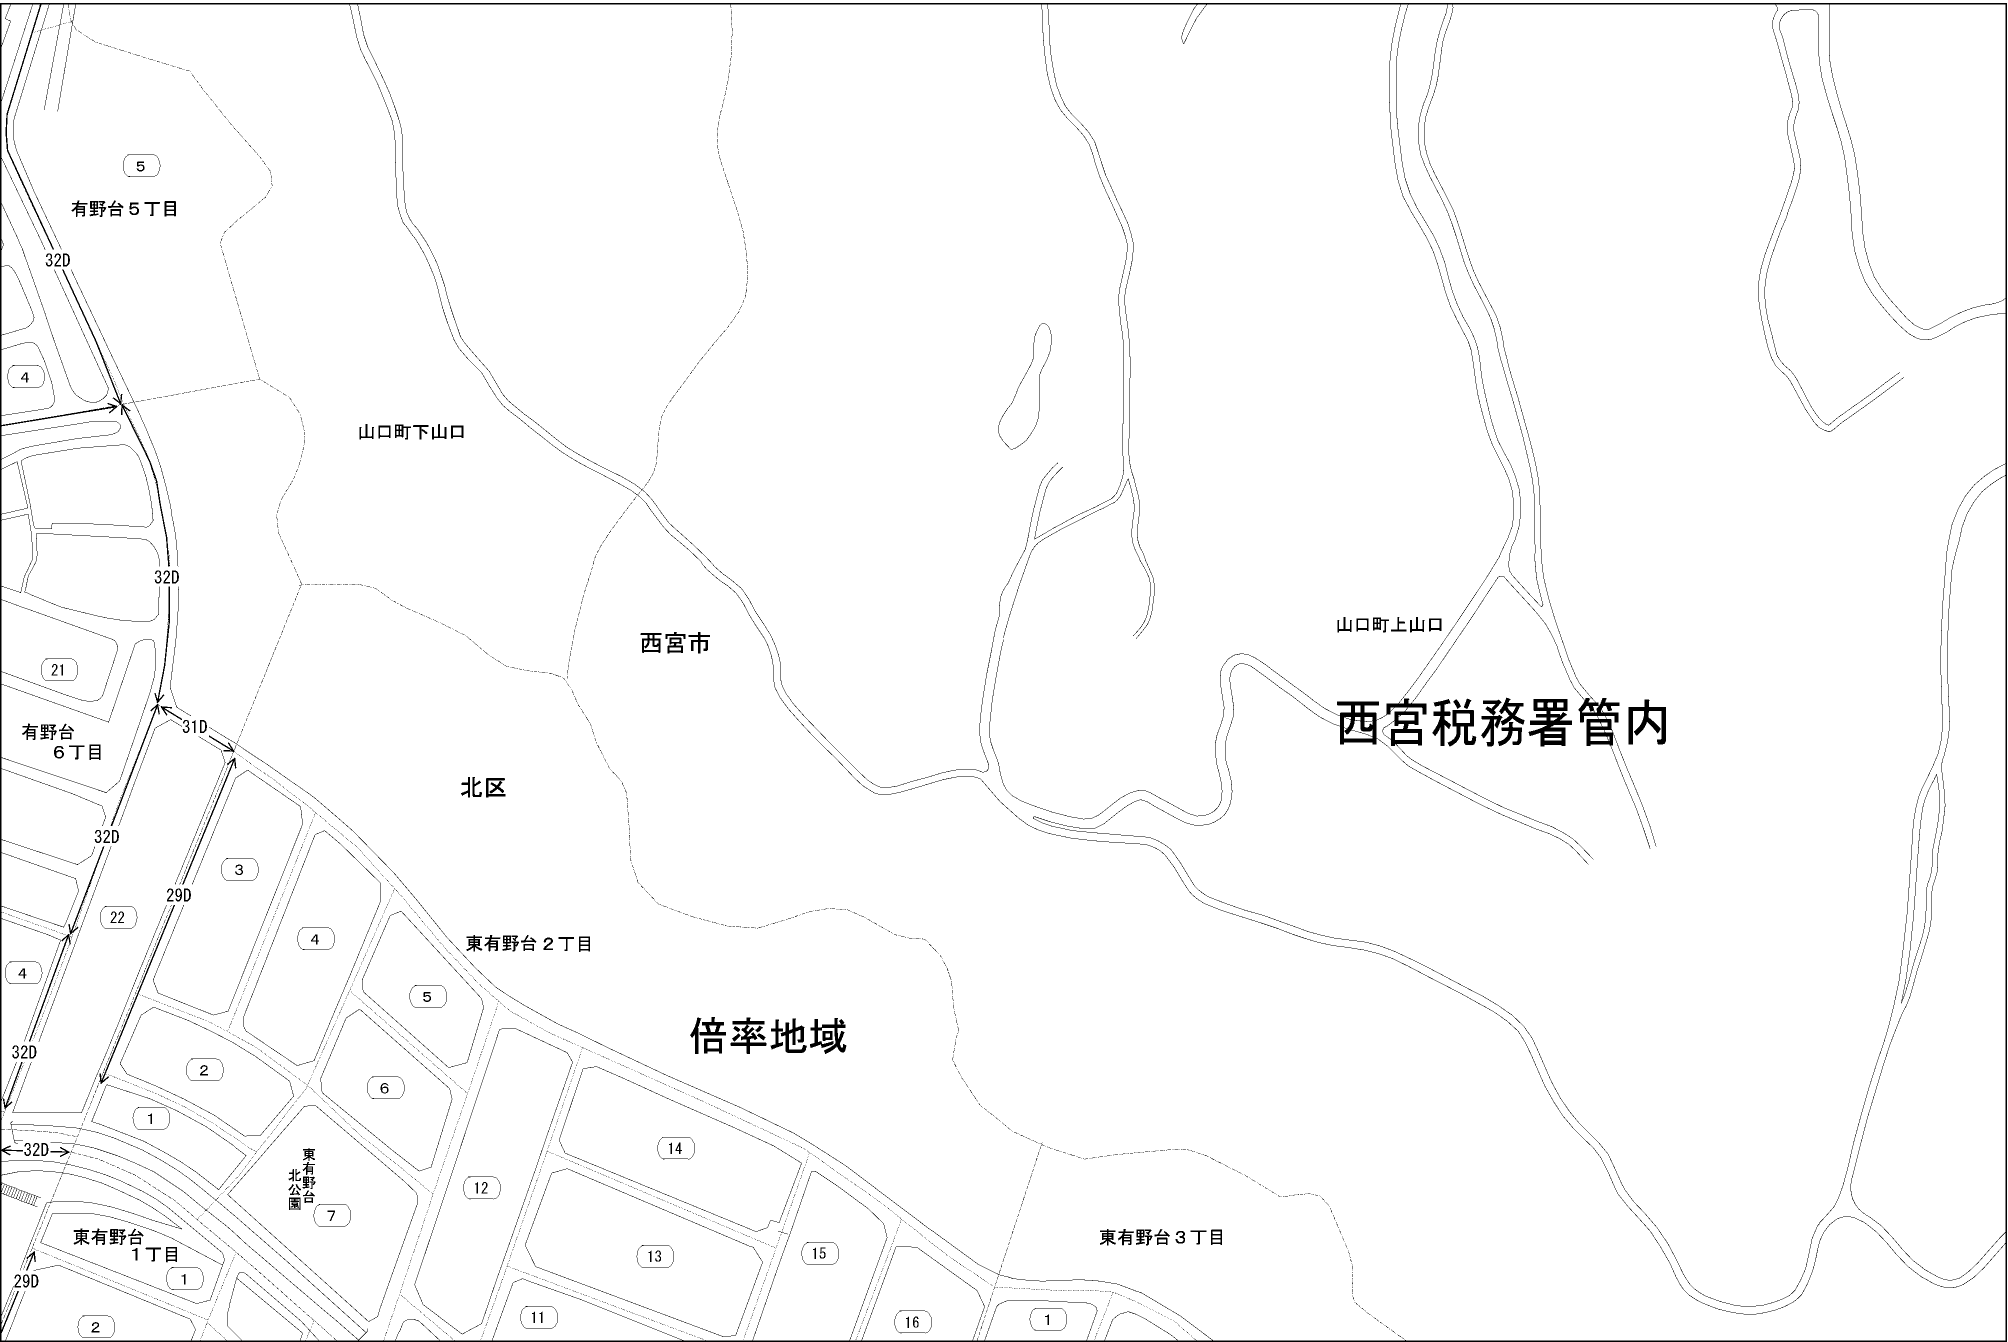 5
有野台５丁目
32D
4
山口町下山口
32D
山口町上山口
西宮市
21
西宮税務署管内
31D
有野台
６丁目
北区
32D
3
29D
22
4
東有野台２丁目
4
5
倍率地域
32D
2
6
1
32D
14
東有野台
北公園
12
7
東有野台
１丁目
東有野台３丁目
13
15
1
29D
11
16
1
2